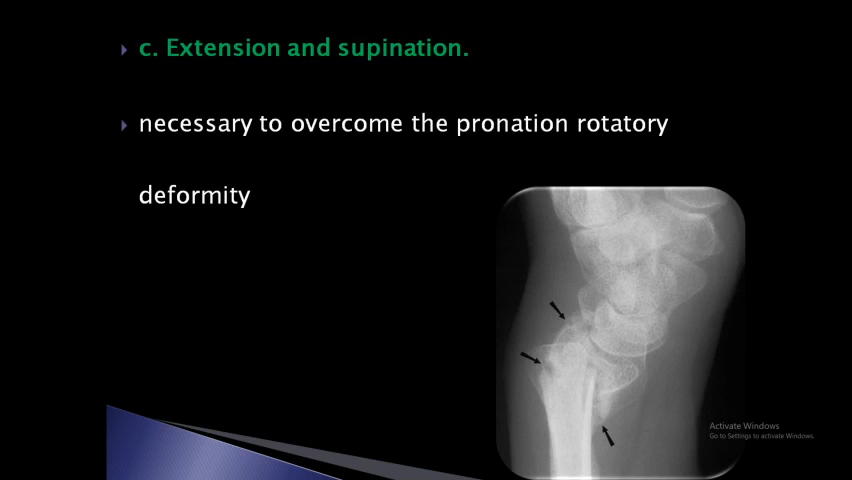 c. Extension and supination.
necessary to overcome the pronation rotatory
deformity
Activate Windows
Go to Settings to activate Windows.